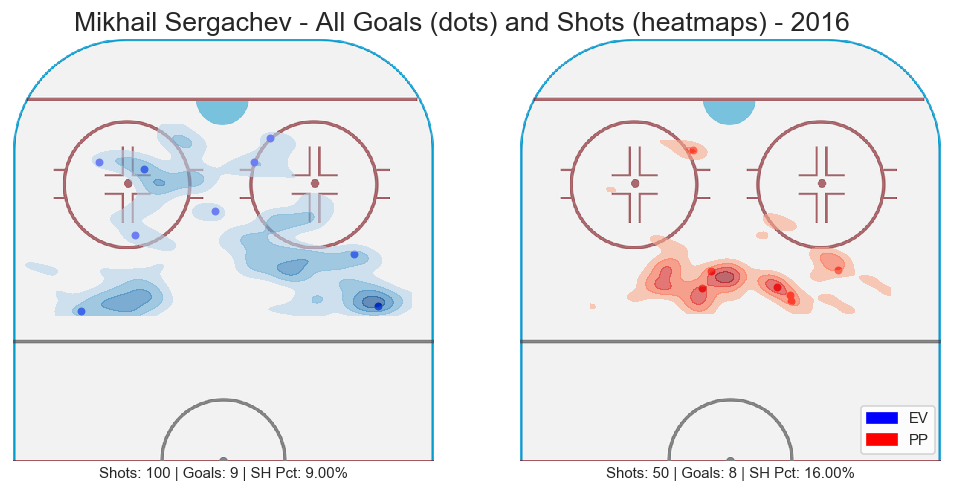 Mikhail Sergachev - All Goals (dots) and Shots (heatmaps) - 2016
EV
PP
Shots: 100 | Goals: 9 | SH Pct: 9.00%
Shots: 50 | Goals: 8 | SH Pct: 16.00%